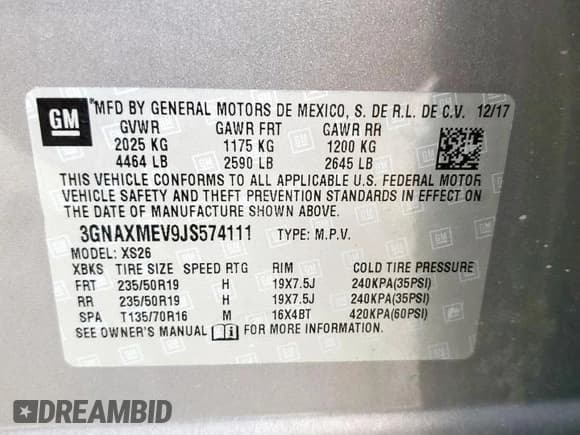 GM
*MFD BY GENERAL MOTORS DE MEXICO, S. DE R.L. DE C.V. 12/17
GVWR GAWR FRT GAWR RR
2025 KG 1175 KG 1200 KG
4464 LB 2590 LB 2645 LB
THIS VEHICLE CONFORMS TO ALL APPLICABLE U.S. FEDERAL MOTOR
VEHICLE SAFETY AND THEFT PREVENTION STANDARDS IN EFFECT ON
THE DATE OF MANUFACTURE SHOWN ABOVE.
3GNAXMEV9JS574111 TYPE: M.P.V.
MODEL: XS26
XBKS TIRE SIZE SPEED RTG RIM COLD TIRE PRESSURE
FRT 235/50R19 H 19X7.5J 240KPA(35PSI)
RR 235/50R19 H 19X7.5J 240KPA(35PSI)
SPA T135/70R16 M 16X4BT 420KPA(60PSI)
SEE OWNER'S MANUAL FOR MORE INFORMATION.
DREAMBID